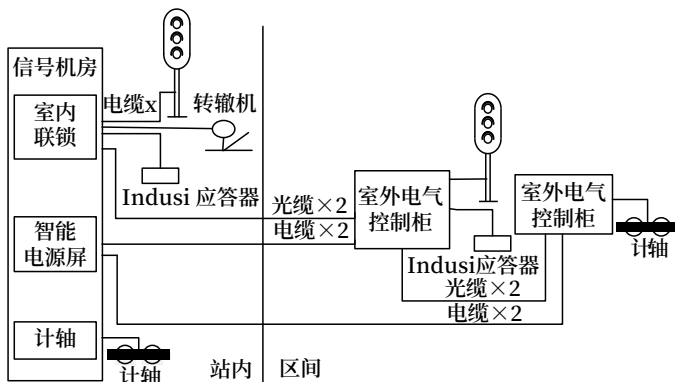 信号机房
室内
联锁
电缆x
转辙机
Indusi 应答器
智能
电源屏
计轴
计轴
站内
区间
光缆×2
电缆×2
室外电气
控制柜
Indusi应答器
光缆×2
电缆×2
室外电气
控制柜
计轴